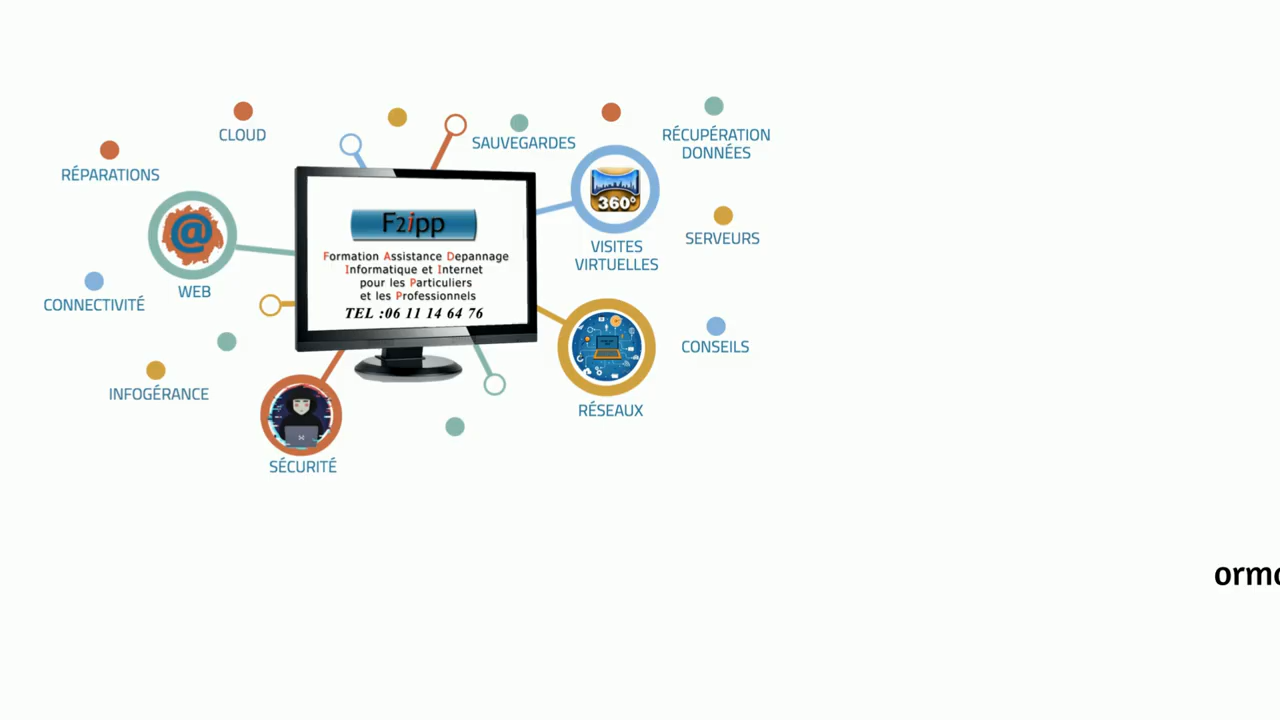 CLOUD
SAUVEGARDES
RÉCUPÉRATION
DONNÉES
RÉPARATIONS
360°
@
F2ipp
SERVEURS
VISITES
VIRTUELLES
Formation Assistance Depannage
Informatique et Internet
pour les Particuliers
et les Professionnels
TEL :06 11 14 64 76
WEB
CONNECTIVITÉ
CONSEILS
INFOGÉRANCE
RÉSEAUX
SÉCURITÉ